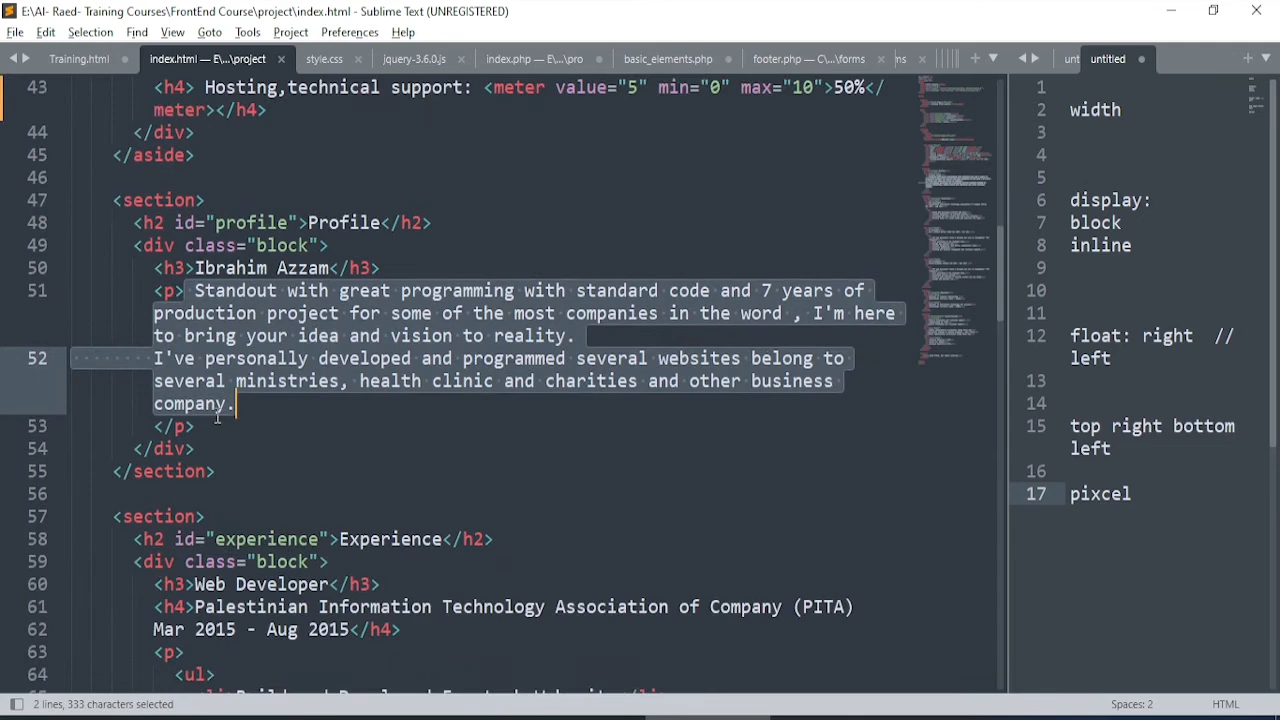 E:\AI- Raed- Training Courses\FrontEnd Course\project\index.html - Sublime Text (UNREGISTERED)
File Edit Selection Find View Goto Tools Project Preferences Help
Training.html index.html — E\...\project style.css jquery-3.6.0.js index.php — E\...\pro basic_elements.php footer.php — C\...\forms ns unt untitled
43 <h4> Hosting,technical support: <meter value="5" min="0" max="10">50%</
meter></h4>
44 </div>
45 </aside>
46
47 <section>
48 <h2 id="profile">Profile</h2>
49 <div class="block">
50 <h3>Ibrahim Azzam</h3>
51 <p> Stanout with great programming with standard code and 7 years of
production project for some of the most companies in the word , I'm here
to bring your idea and vision to reality.
52 I've personally developed and programmed several websites belong to
several ministries, health clinic and charities and other business
company.
53 </p>
54 </div>
55 </section>
56
57 <section>
58 <h2 id="experience">Experience</h2>
59 <div class="block">
60 <h3>Web Developer</h3>
61 <h4>Palestinian Information Technology Association of Company (PITA)
62 Mar 2015 - Aug 2015</h4>
63 <p>
64 <ul>
1
2 width
3
4
5
6 display:
7 block
8 inline
9
10
11
12 float: right //
left
13
14
15 top right bottom
left
16
17 pixcel
2 lines, 333 characters selected
Spaces: 2 HTML